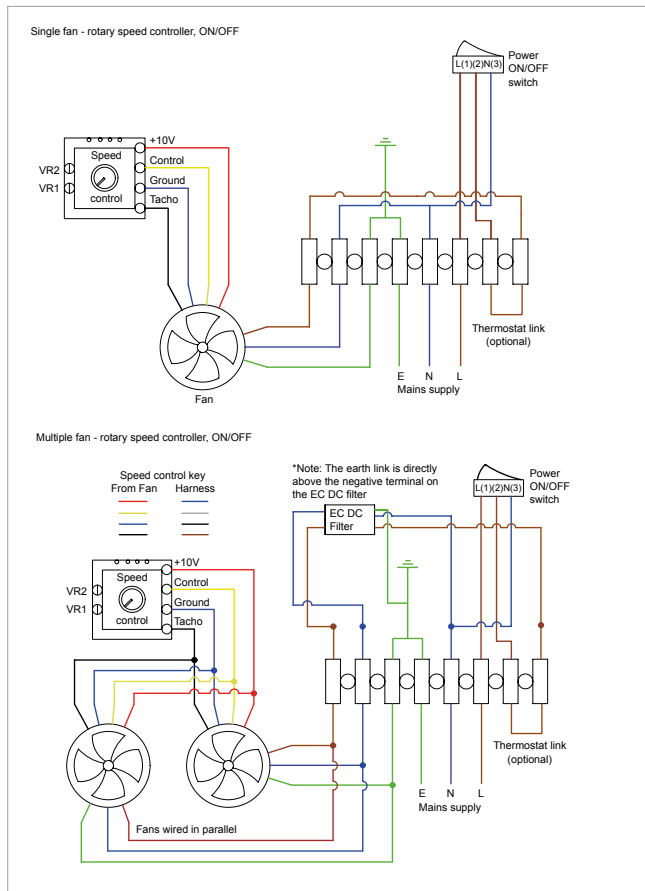 Single fan - rotary speed controller, ON/OFF
L(1)(2)N(3)
Power
ON/OFF
switch
+10V
Speed
Control
VR2
Ground
VR1
control
Tacho
Thermostat link
(optional)
E N L
Mains supply
Fan
Multiple fan - rotary speed controller, ON/OFF
*Note: The earth link is directly
above the negative terminal on
the EC DC filter
Speed control key
From Fan Harness
Power
ON/OFF
switch
L(1)(2)N(3)
EC DC
Filter
+10V
Speed
Control
VR2
Ground
VR1
control
Tacho
Thermostat link
(optional)
E N L
Mains supply
Fans wired in parallel